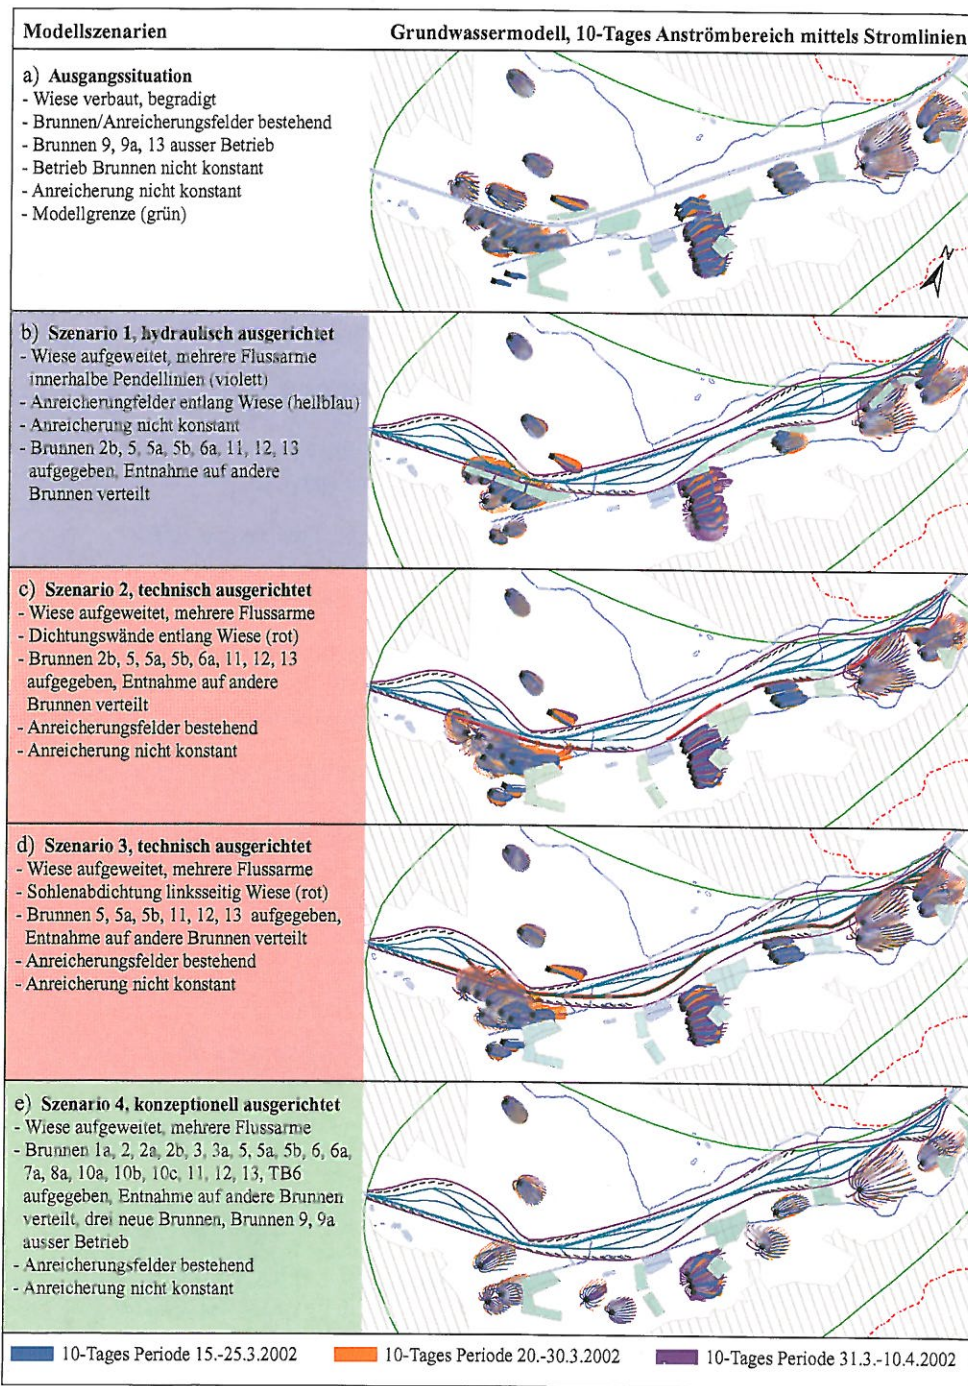 Modellszenarien
Grundwassermodell, 10-Tages Anströmbereich mittels Stromlinien
a) Ausgangssituation
- Wiese verbaut, begradigt
- Brunnen/Anreicherungsfelder bestehend
- Brunnen 9, 9a, 13 ausser Betrieb
- Betrieb Brunnen nicht konstant
- Anreicherung nicht konstant
- Modellgrenze (grün)
N
b) Szenario 1, hydraulisch ausgerichtet
- Wiese aufgeweitet, mehrere Flussarme
innerhalbe Pendellinien (violett)
- Anreicherungfelder entlang Wiese (hellblau)
- Anreicherung nicht konstant
- Brunnen 2b, 5, 5a, 5b, 6a, 11, 12, 13
aufgegeben, Entnahme auf andere
Brunnen verteilt
c) Szenario 2, technisch ausgerichtet
- Wiese aufgeweitet, mehrere Flussarme
- Dichtungswände entlang Wiese (rot)
- Brunnen 2b, 5, 5a, 5b, 6a, 11, 12, 13
aufgegeben, Entnahme auf andere
Brunnen verteilt
- Anreicherungsfelder bestehend
- Anreicherung nicht konstant
d) Szenario 3, technisch ausgerichtet
- Wiese aufgeweitet, mehrere Flussarme
- Sohlenabdichtung linksseitig Wiese (rot)
- Brunnen 5, 5a, 5b, 11, 12, 13 aufgegeben,
Entnahme auf andere Brunnen verteilt
- Anreicherungsfelder bestehend
- Anreicherung nicht konstant
e) Szenario 4, konzeptionell ausgerichtet
- Wiese aufgeweitet, mehrere Flussarme
- Brunnen 1a, 2, 2a, 2b, 3, 3a, 5, 5a, 5b, 6, 6a,
7a, 8a, 10a, 10b, 10c, 11, 12, 13, TB6
aufgegeben, Entnahme auf andere Brunnen
verteilt, drei neue Brunnen, Brunnen 9, 9a
ausser Betrieb
- Anreicherungsfelder bestehend
- Anreicherung nicht konstant
10-Tages Periode 15.-25.3.2002
10-Tages Periode 20.-30.3.2002
10-Tages Periode 31.3.-10.4.2002